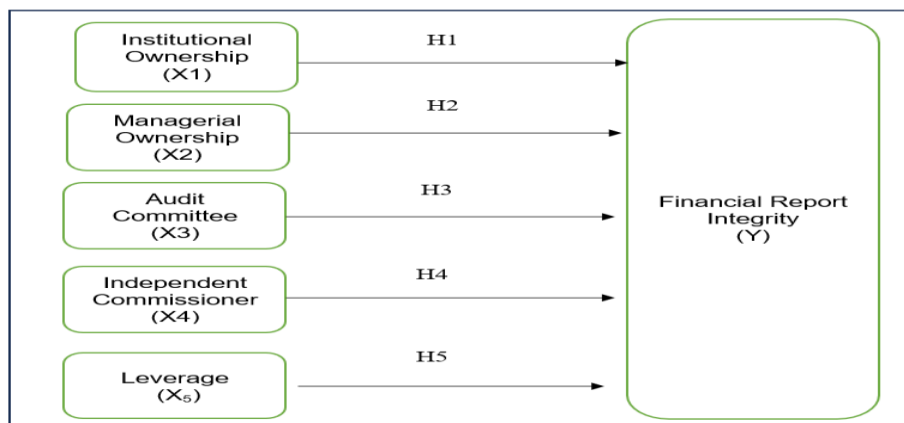 Institutional
Ownership
(X1)
H1
Managerial
Ownership
(X2)
H2
Audit
Committee
(X3)
H3
Independent
Commissioner
(X4)
H4
Leverage
(X₅)
H5
Financial Report
Integrity
(Y)